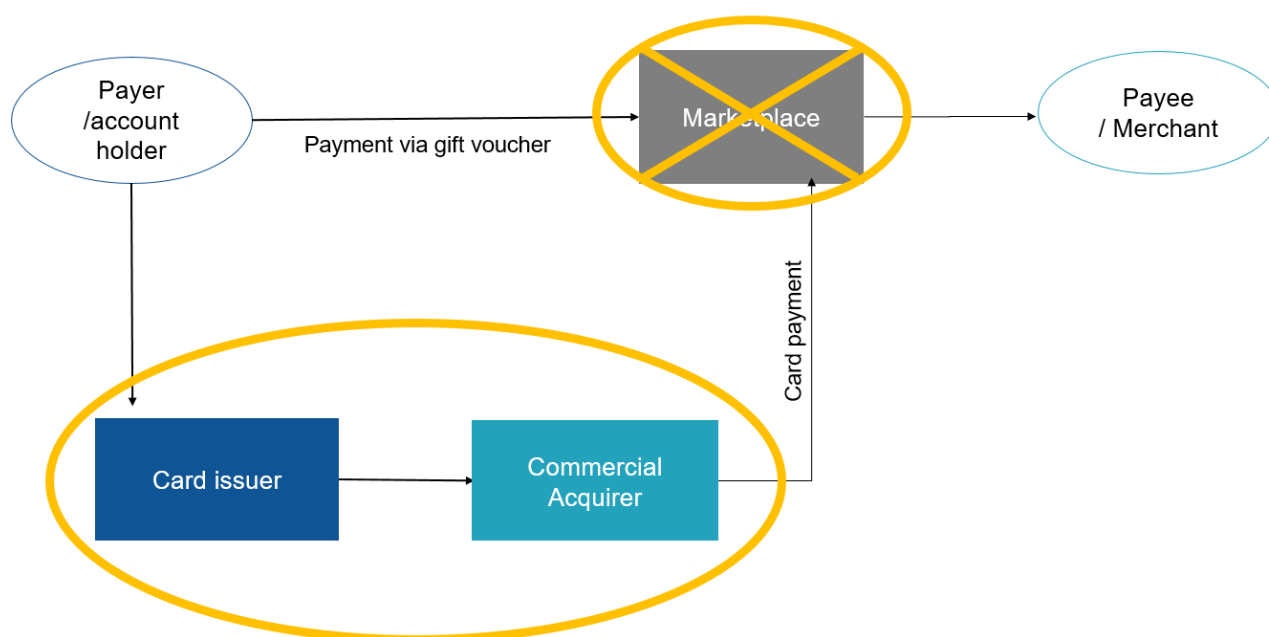 Payer
/account
holder
Payment via gift voucher
Marketplace
Payee
/ Merchant
Card payment
Card issuer
Commercial
Acquirer